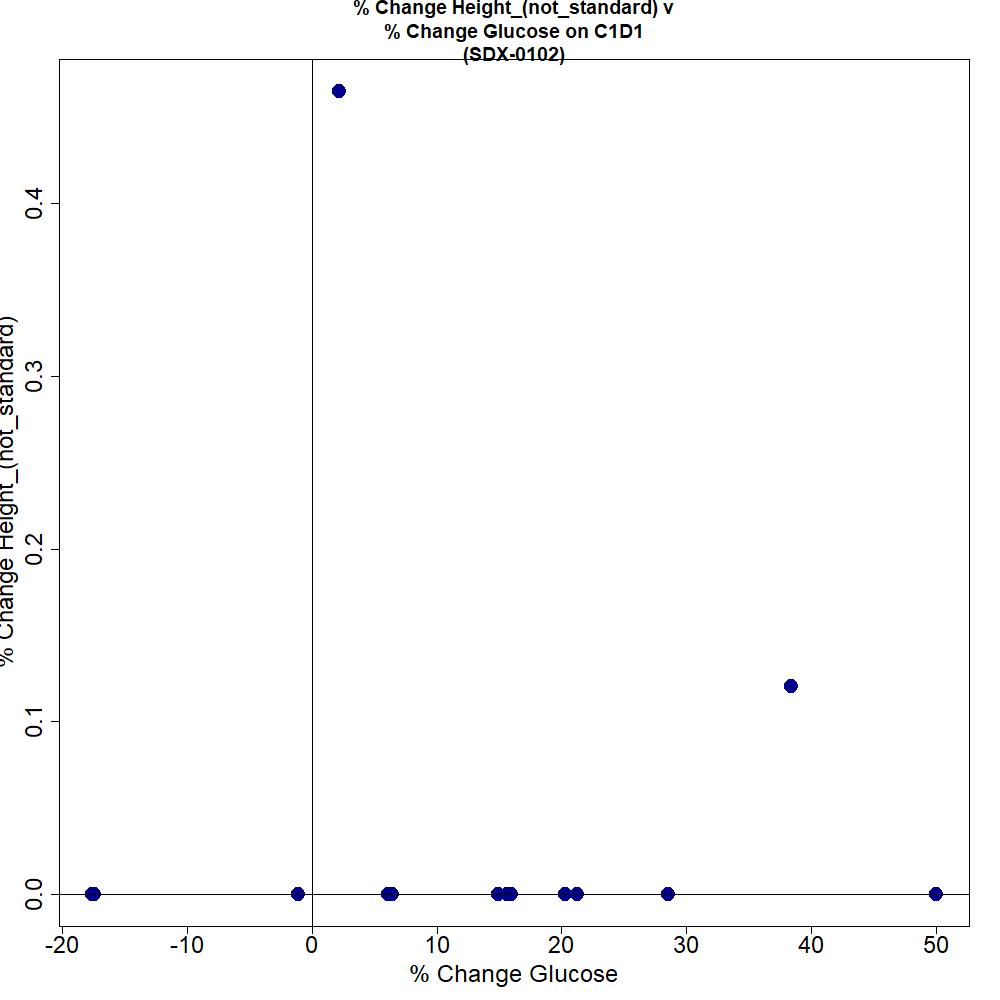 % Change Height_(not_standard) v
% Change Glucose on C1D1
(SDX-0102)
% Change Height_(not_standard)
0.4
0.3
0.2
0.1
0.0
-20 -10 0 10 20 30 40 50
% Change Glucose